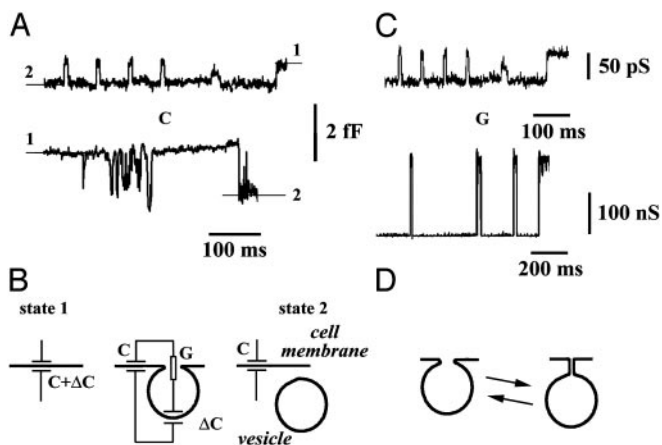 A
C
1
2
C
2 fF
1
2
100 ms
50 pS
100 ms
G
100 nS
200 ms
B
D
state 1
state 2
C
G
C
cell
membrane
C+ΔC
ΔC
vesicle